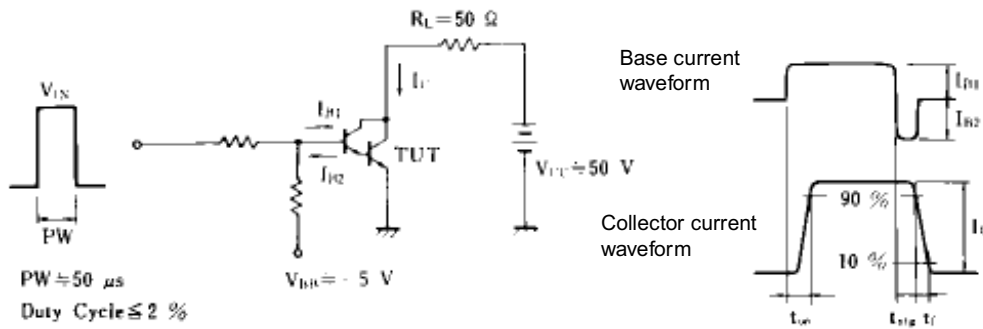 R_L=50 Ω
V_IN
I_C
I_B1
I_B2
TUT
V_CC≒50 V
PW
V_BB≒- 5 V
PW≒50 μs
Duty Cycle≦2 %
Base current
waveform
I_B1
I_B2
Collector current
waveform
90 %
10 %
t_on
t_stg
t_f